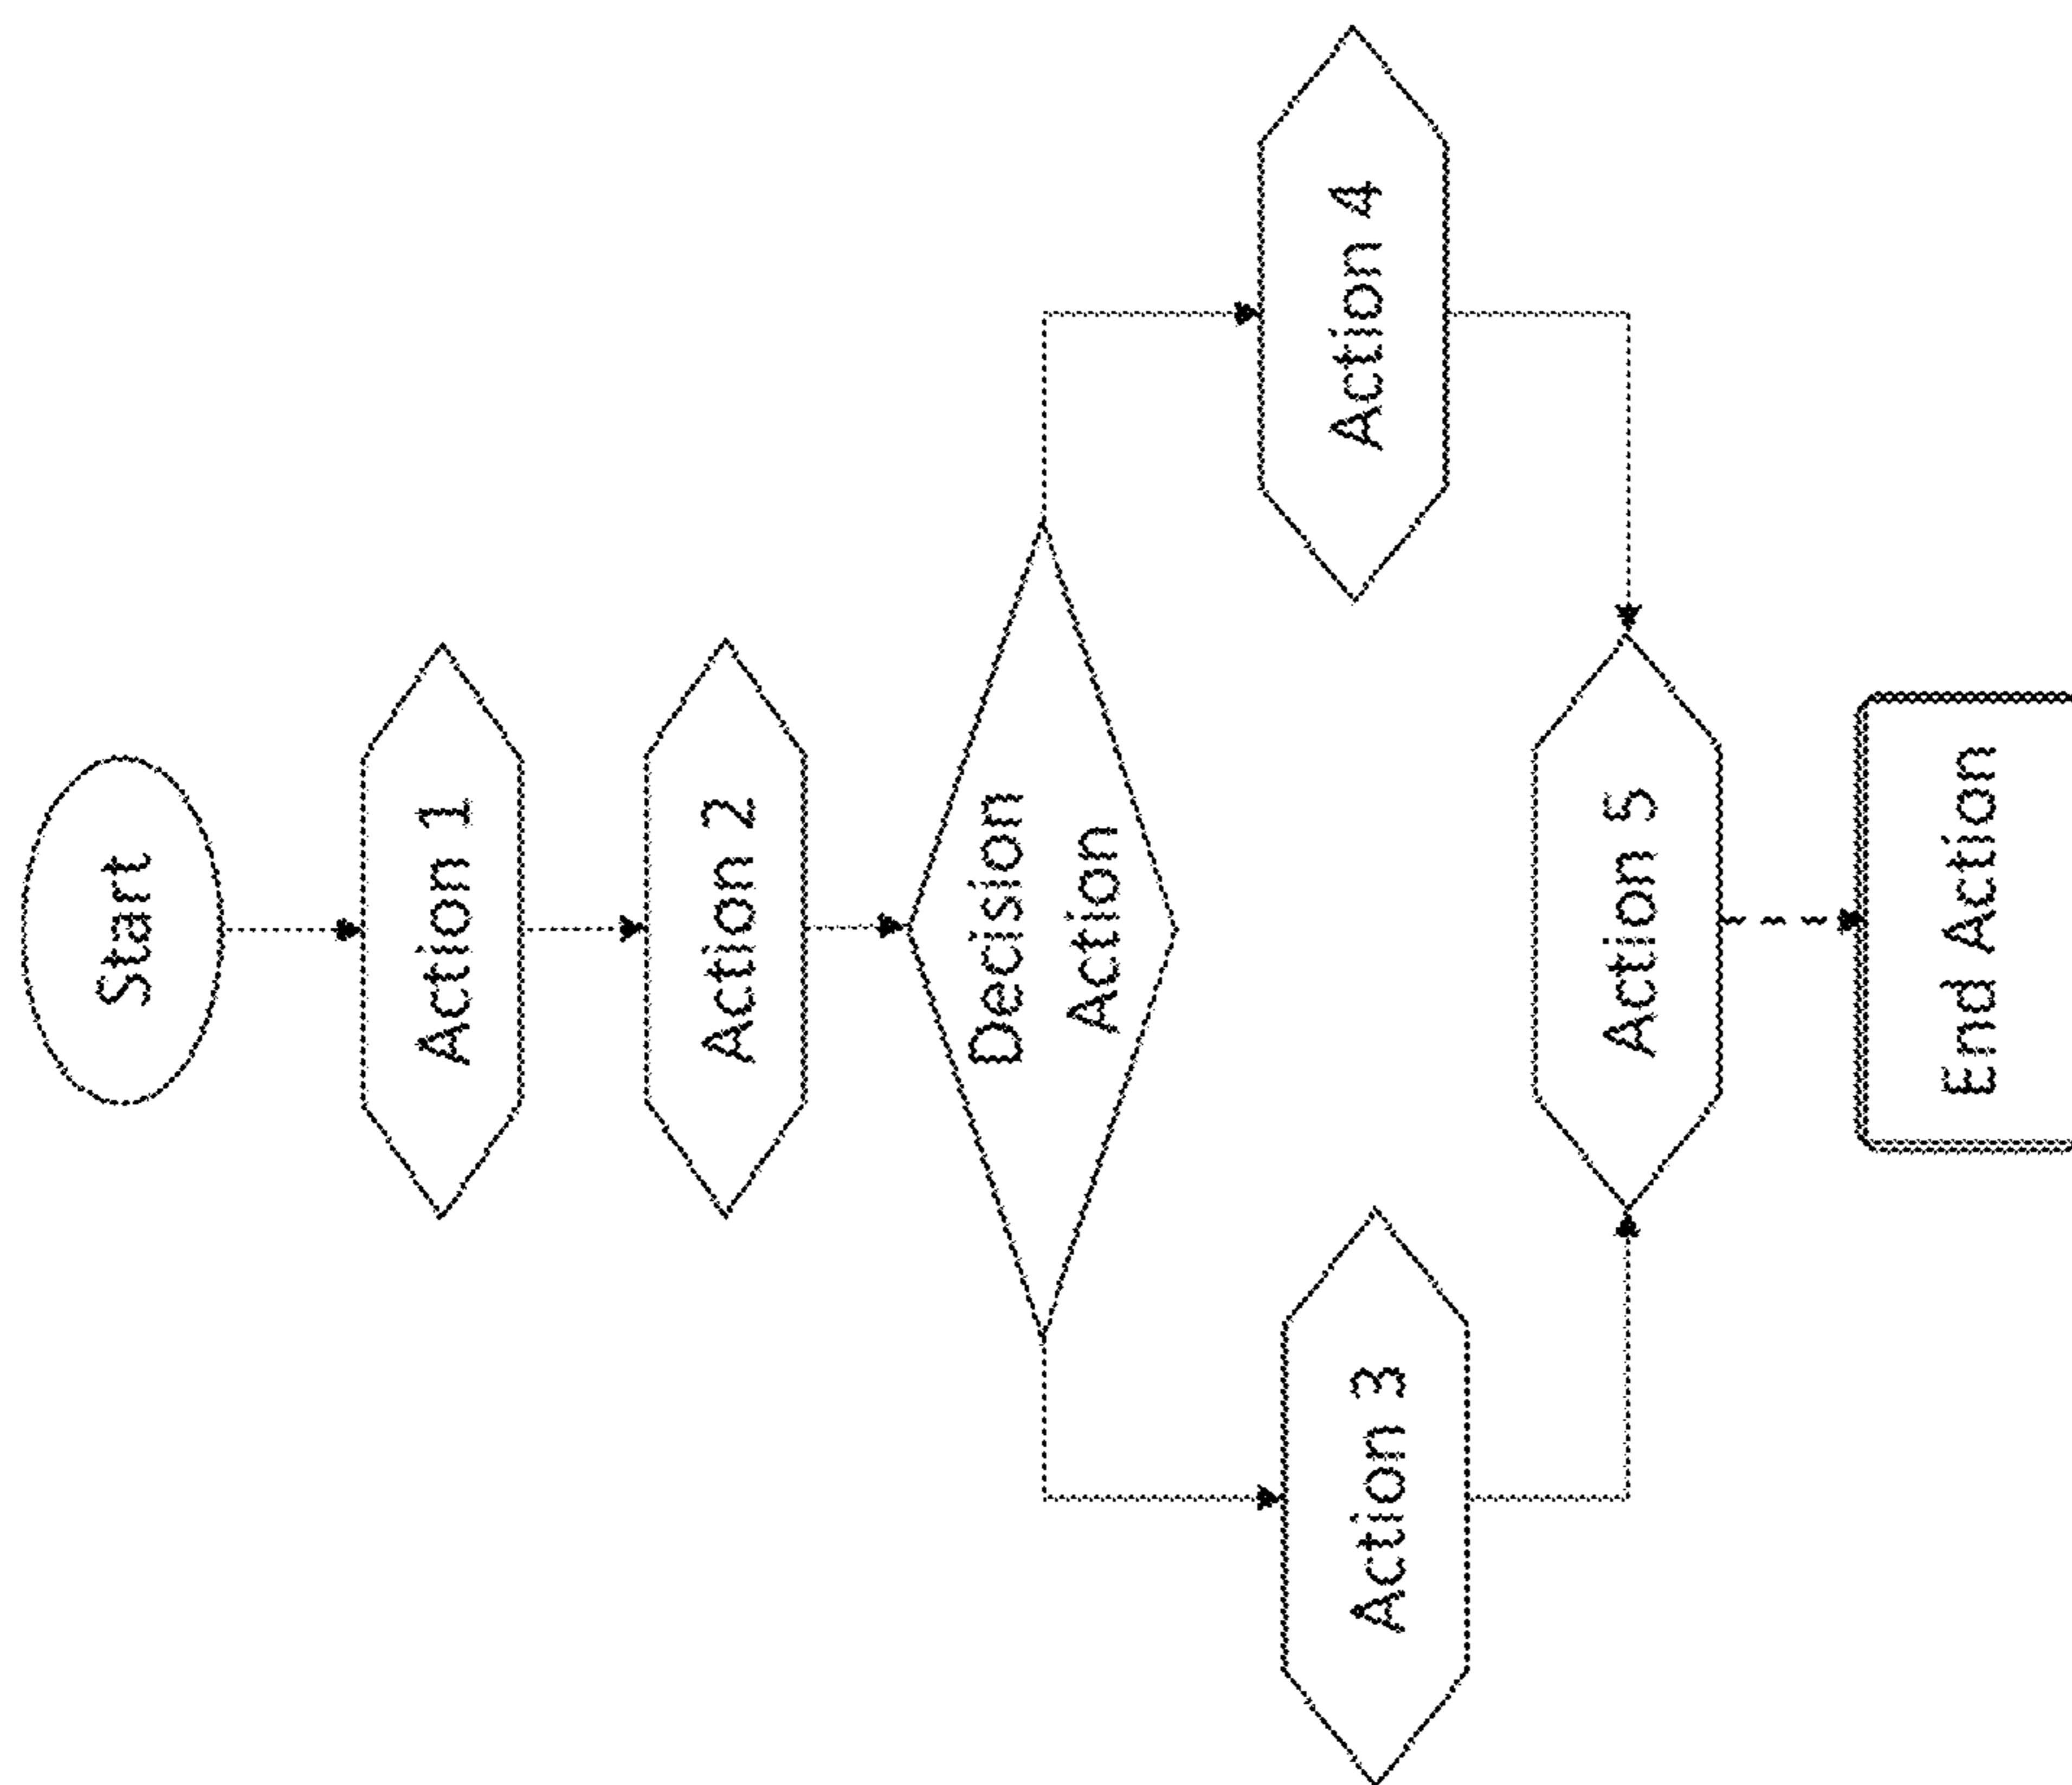 Start
Action 1
Action 2
Decision
Action
Action 3
Action 4
Action 5
End Action